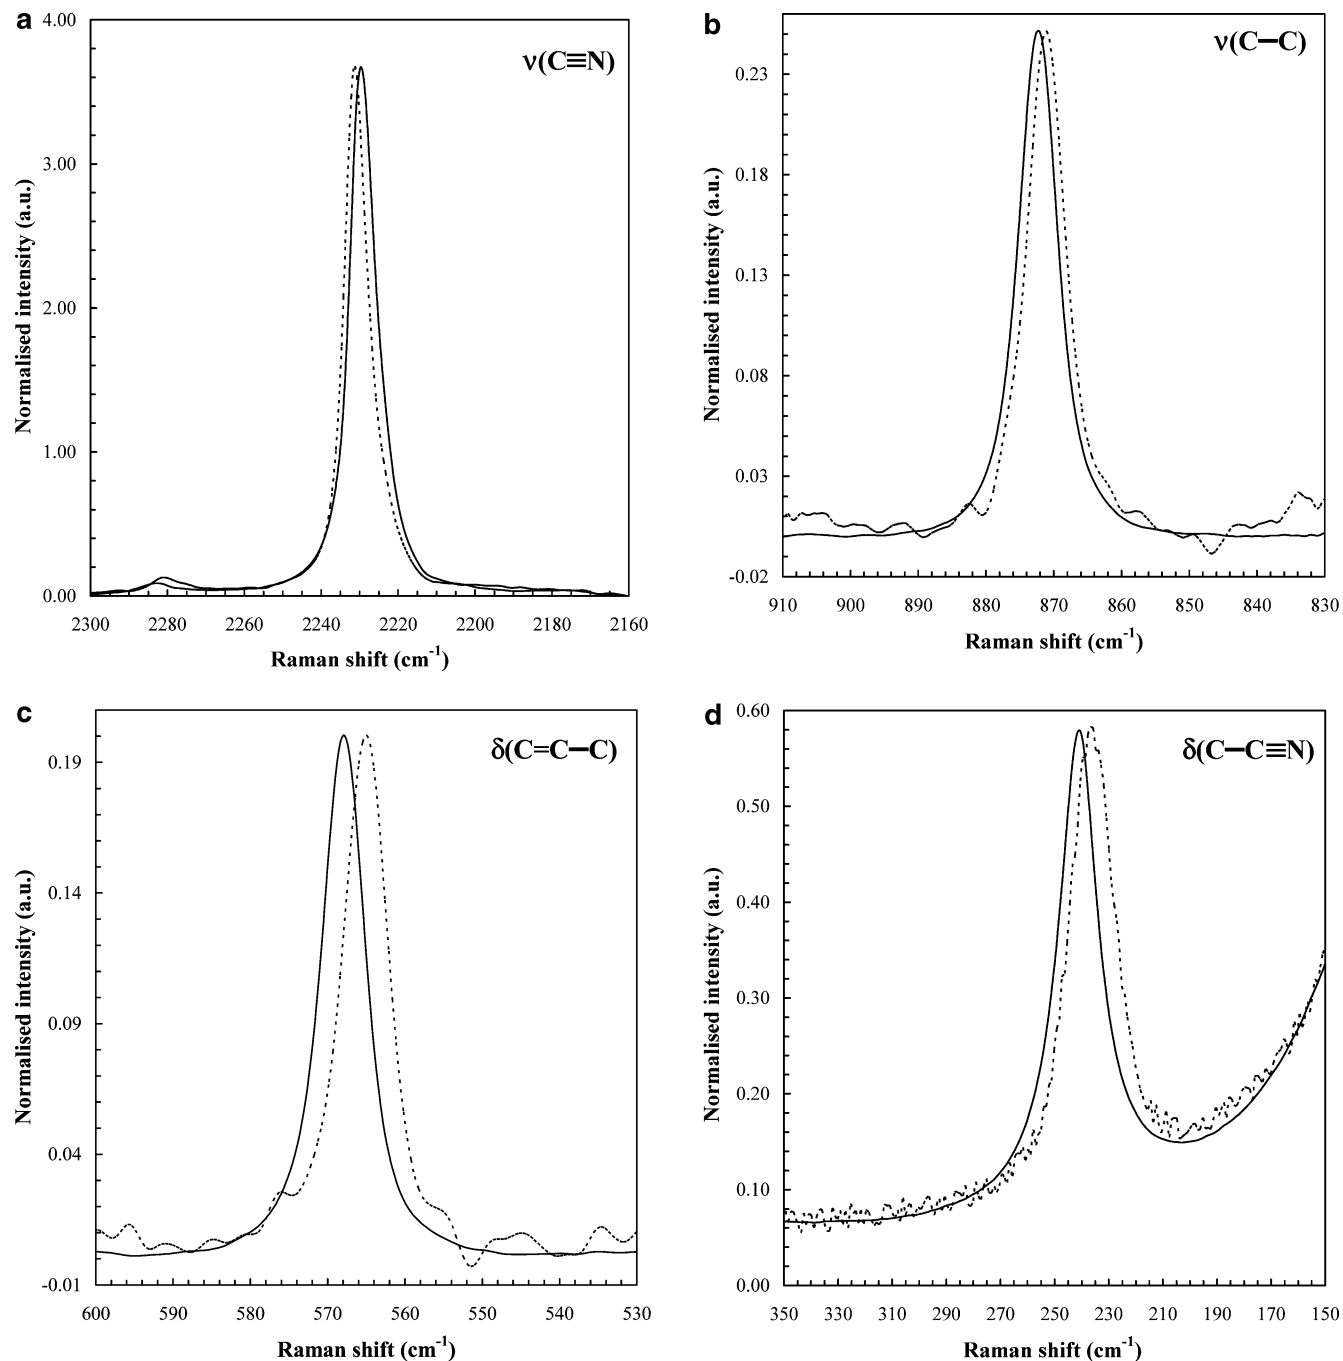 a
ν(C≡N)
4.00
3.00
2.00
1.00
0.00
Normalised intensity (a.u.)
2300 2280 2260 2240 2220 2200 2180 2160
Raman shift (cm⁻¹)
b
ν(C–C)
0.23
0.18
0.13
0.08
0.03
-0.02
Normalised intensity (a.u.)
910 900 890 880 870 860 850 840 830
Raman shift (cm⁻¹)
c
δ(C=C–C)
0.19
0.14
0.09
0.04
-0.01
Normalised intensity (a.u.)
600 590 580 570 560 550 540 530
Raman shift (cm⁻¹)
d
δ(C–C≡N)
0.60
0.50
0.40
0.30
0.20
0.10
0.00
Normalised intensity (a.u.)
350 330 310 290 270 250 230 210 190 170 150
Raman shift (cm⁻¹)